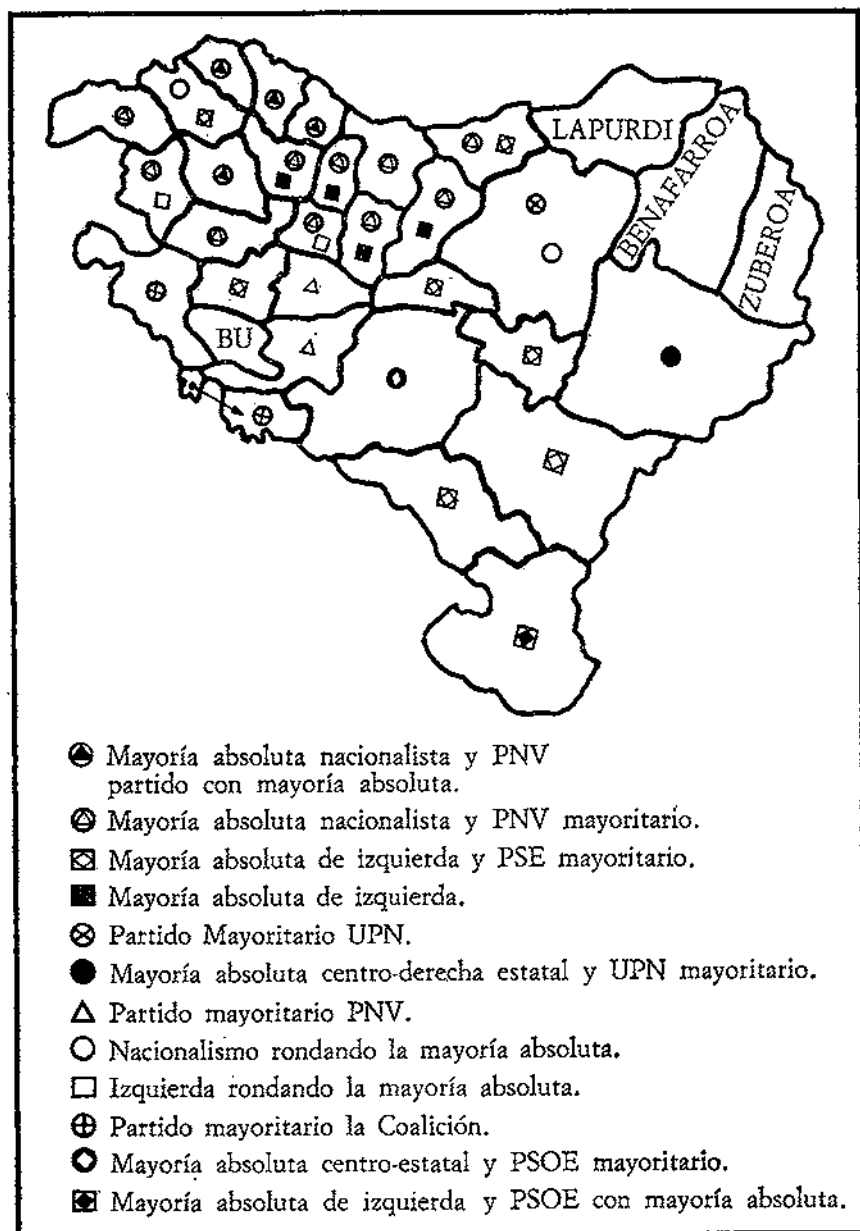 LAPURDI
BENAFARROA
ZUBEROA
BU
Mayoría absoluta nacionalista y PNV
partido con mayoría absoluta.
Mayoría absoluta nacionalista y PNV mayoritario.
Mayoría absoluta de izquierda y PSE mayoritario.
Mayoría absoluta de izquierda.
Partido Mayoritario UPN.
Mayoría absoluta centro-derecha estatal y UPN mayoritario.
Partido mayoritario PNV.
Nacionalismo rondando la mayoría absoluta.
Izquierda rondando la mayoría absoluta.
Partido mayoritario la Coalición.
Mayoría absoluta centro-estatal y PSOE mayoritario.
Mayoría absoluta de izquierda y PSOE con mayoría absoluta.